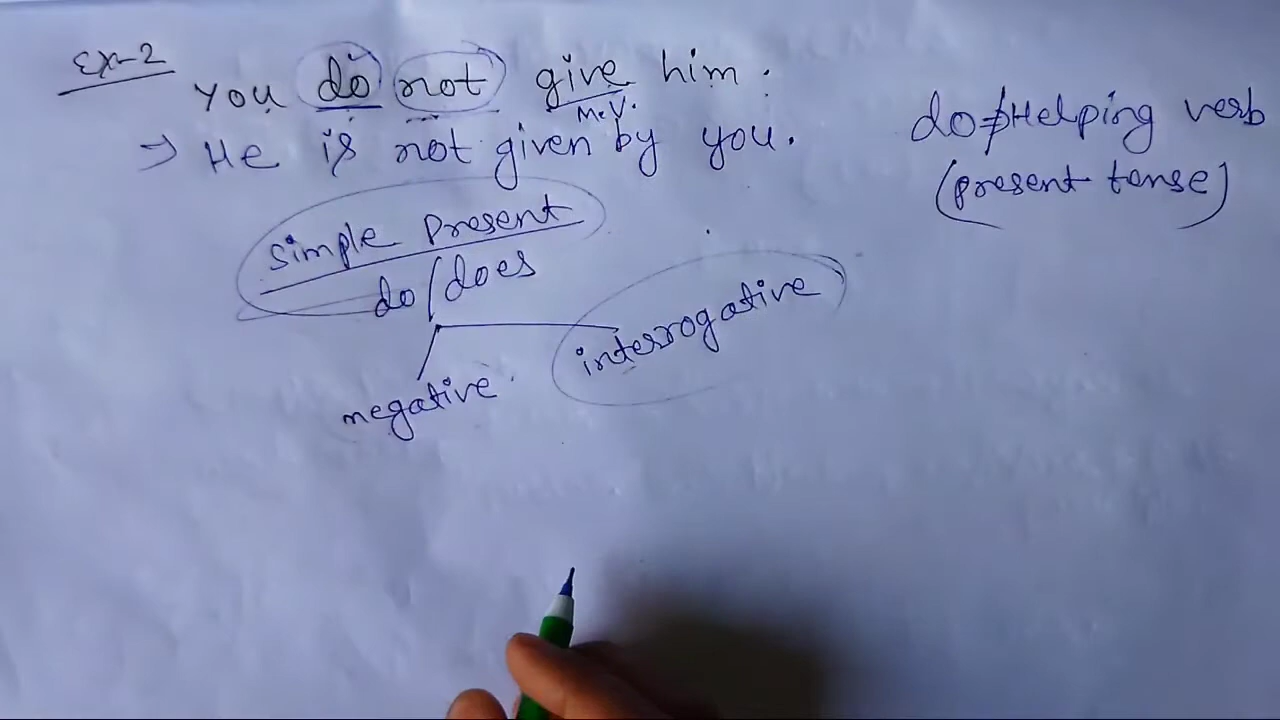 Ex-2
You do not give him.
M.V.
→ He is not given by you.
do ⇒ Helping verb
(present tense)
Simple Present
do/does
negative
interrogative